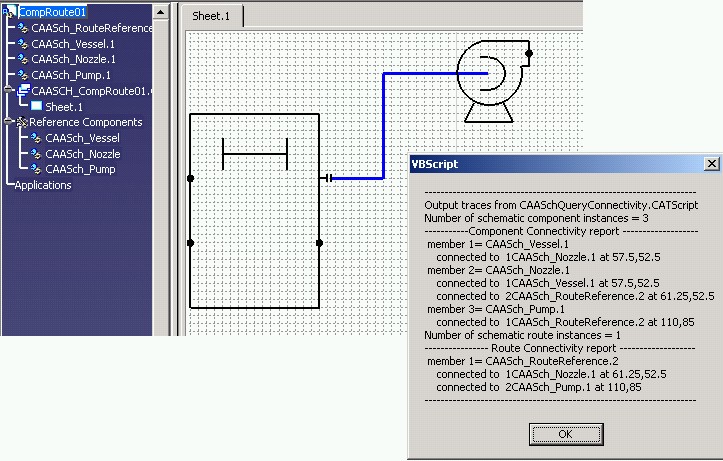 CompRoute01
CAASch_RouteReference
CAASch_Vessel.1
CAASch_Nozzle.1
CAASch_Pump.1
CAASCH_CompRoute01.
Sheet.1
Reference Components
CAASch_Vessel
CAASch_Nozzle
CAASch_Pump
Applications
Sheet.1
VBScript
--------------------------------------------------------------------
Output traces from CAASchQueryConnectivity.CATScript
Number of schematic component instances = 3
-----------Component Connectivity report -------------------
member 1= CAASch_Vessel.1
connected to 1CAASch_Nozzle.1 at 57.5,52.5
member 2= CAASch_Nozzle.1
connected to 1CAASch_Vessel.1 at 57.5,52.5
connected to 2CAASch_RouteReference.2 at 61.25,52.5
member 3= CAASch_Pump.1
connected to 1CAASch_RouteReference.2 at 110,85
Number of schematic route instances = 1
---------------- Route Connectivity report -------------------
member 1= CAASch_RouteReference.2
connected to 1CAASch_Nozzle.1 at 61.25,52.5
connected to 2CAASch_Pump.1 at 110,85
--------------------------------------------------------------------
OK